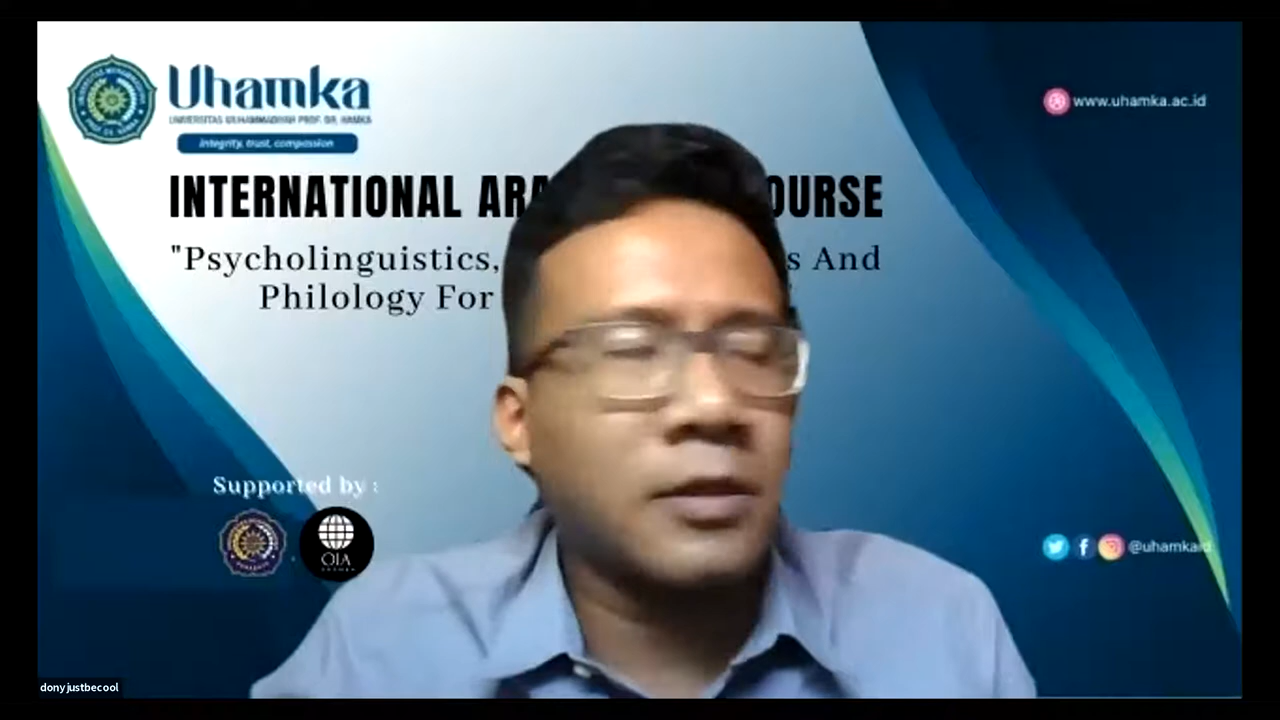 Uhamka
UNIVERSITAS MUHAMMADIYAH PROF. DR. HAMKA
Integrity, trust, compassion
www.uhamka.ac.id
INTERNATIONAL ARA OURSE
"Psycholinguistics, s And
Philology For
Supported by :
OIA
@uhamkaid
donyjustbecool